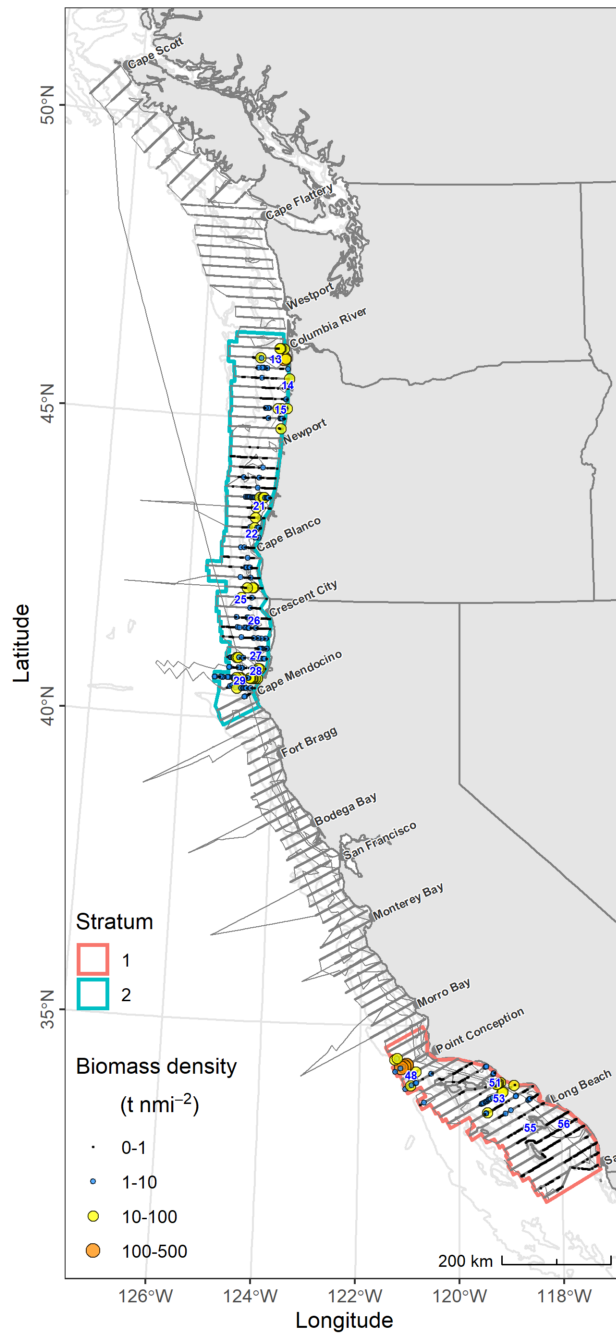 Cape Scott
50°N
Cape Flattery
Westport
Columbia River
13
14
45°N
15
Newport
21
22
Cape Blanco
25
Crescent City
26
27
28
29
Cape Mendocino
40°N
Latitude
Fort Bragg
Bodega Bay
San Francisco
Monterey Bay
Stratum
1
2
35°N
Morro Bay
Point Conception
48
51
53
Long Beach
55
56
Sa
Biomass density
(t nmi−2)
0-1
1-10
10-100
100-500
200 km
126°W
124°W
122°W
120°W
118°W
Longitude